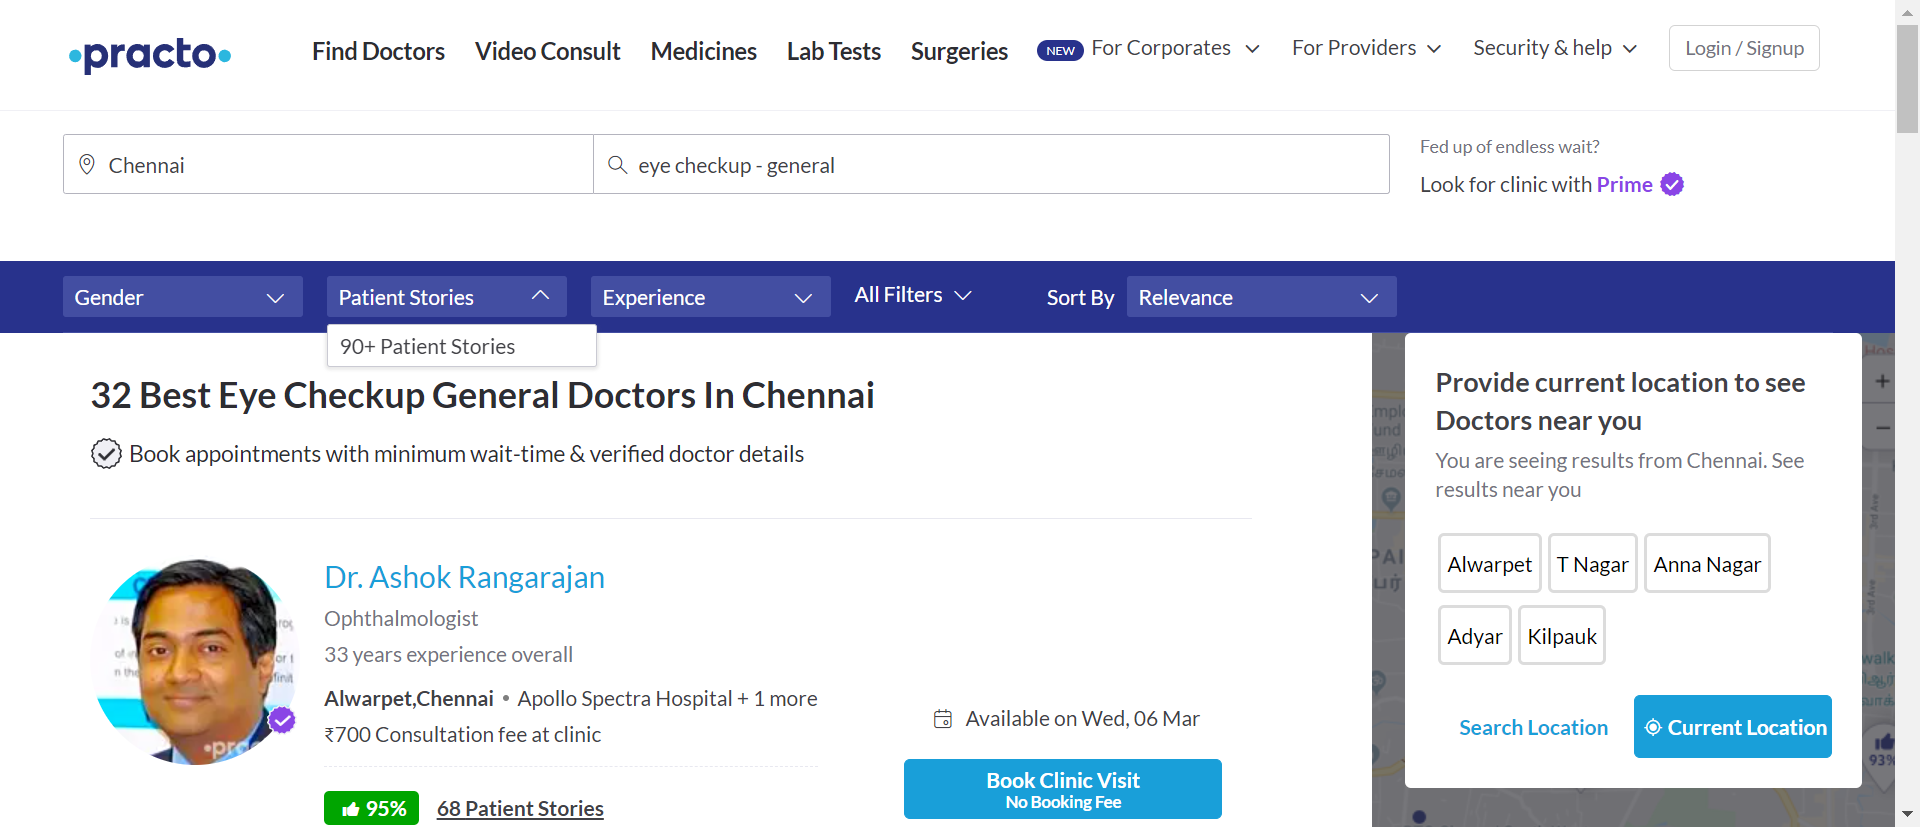 practo
Find Doctors
Video Consult
Medicines
Lab Tests
Surgeries
NEW For Corporates
For Providers
Security & help
Login / Signup
Chennai
eye checkup - general
Fed up of endless wait?
Look for clinic with Prime
Gender
Patient Stories
Experience
All Filters
Sort By
Relevance
90+ Patient Stories
32 Best Eye Checkup General Doctors In Chennai
Book appointments with minimum wait-time & verified doctor details
Dr. Ashok Rangarajan
Ophthalmologist
33 years experience overall
Alwarpet,Chennai • Apollo Spectra Hospital + 1 more
₹700 Consultation fee at clinic
95%
68 Patient Stories
Available on Wed, 06 Mar
Book Clinic Visit
No Booking Fee
Provide current location to see
Doctors near you
You are seeing results from Chennai. See
results near you
Alwarpet
T Nagar
Anna Nagar
Adyar
Kilpauk
Search Location
Current Location
3rd Ave
3rd Ave
93%